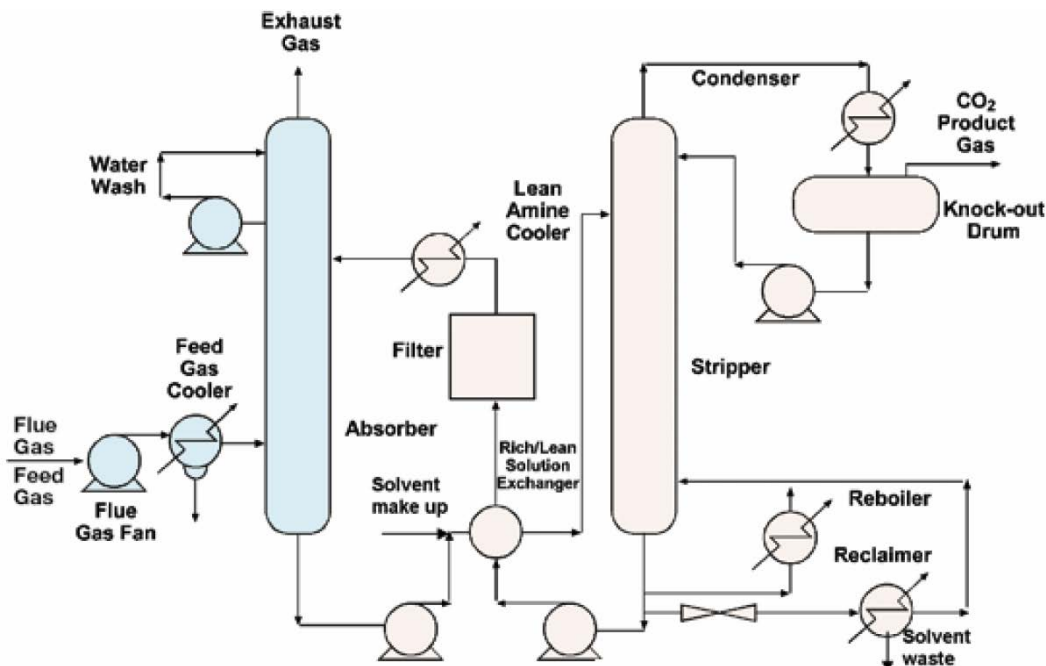 Exhaust
Gas
Condenser
CO₂
Product
Gas
Water
Wash
Lean
Amine
Cooler
Knock-out
Drum
Feed
Gas
Cooler
Filter
Stripper
Flue
Gas
Feed
Gas
Absorber
Rich/Lean
Solution
Exchanger
Solvent
make up
Flue
Gas Fan
Reboiler
Reclaimer
Solvent
waste